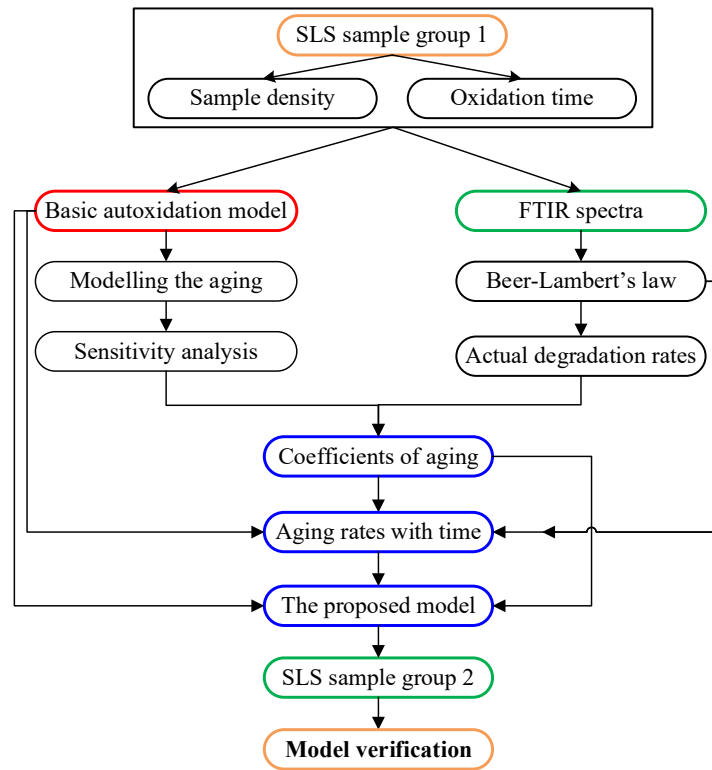 SLS sample group 1
Sample density
Oxidation time
Basic autoxidation model
FTIR spectra
Modelling the aging
Beer-Lambert’s law
Sensitivity analysis
Actual degradation rates
Coefficients of aging
Aging rates with time
The proposed model
SLS sample group 2
Model verification